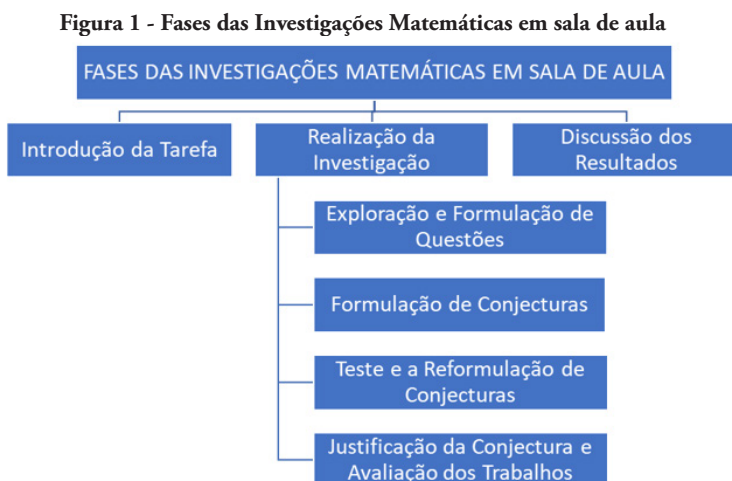 Figura 1 - Fases das Investigações Matemáticas em sala de aula
FASES DAS INVESTIGAÇÕES MATEMÁTICAS EM SALA DE AULA
Introdução da Tarefa
Realização da
Investigação
Discussão dos
Resultados
Exploração e Formulação de
Questões
Formulação de Conjecturas
Teste e a Reformulação de
Conjecturas
Justificação da Conjectura e
Avaliação dos Trabalhos